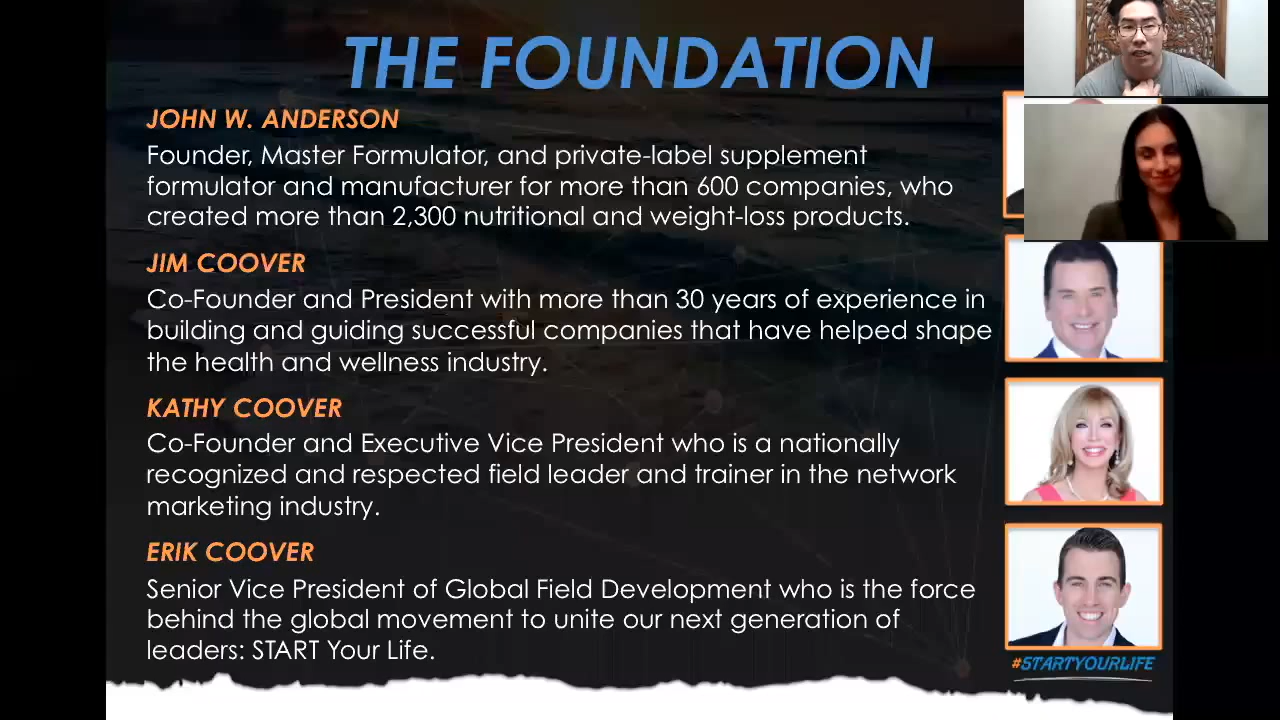 THE FOUNDATION
JOHN W. ANDERSON
Founder, Master Formulator, and private-label supplement
formulator and manufacturer for more than 600 companies, who
created more than 2,300 nutritional and weight-loss products.
JIM COOVER
Co-Founder and President with more than 30 years of experience in
building and guiding successful companies that have helped shape
the health and wellness industry.
KATHY COOVER
Co-Founder and Executive Vice President who is a nationally
recognized and respected field leader and trainer in the network
marketing industry.
ERIK COOVER
Senior Vice President of Global Field Development who is the force
behind the global movement to unite our next generation of
leaders: START Your Life.
#STARTYOURLIFE